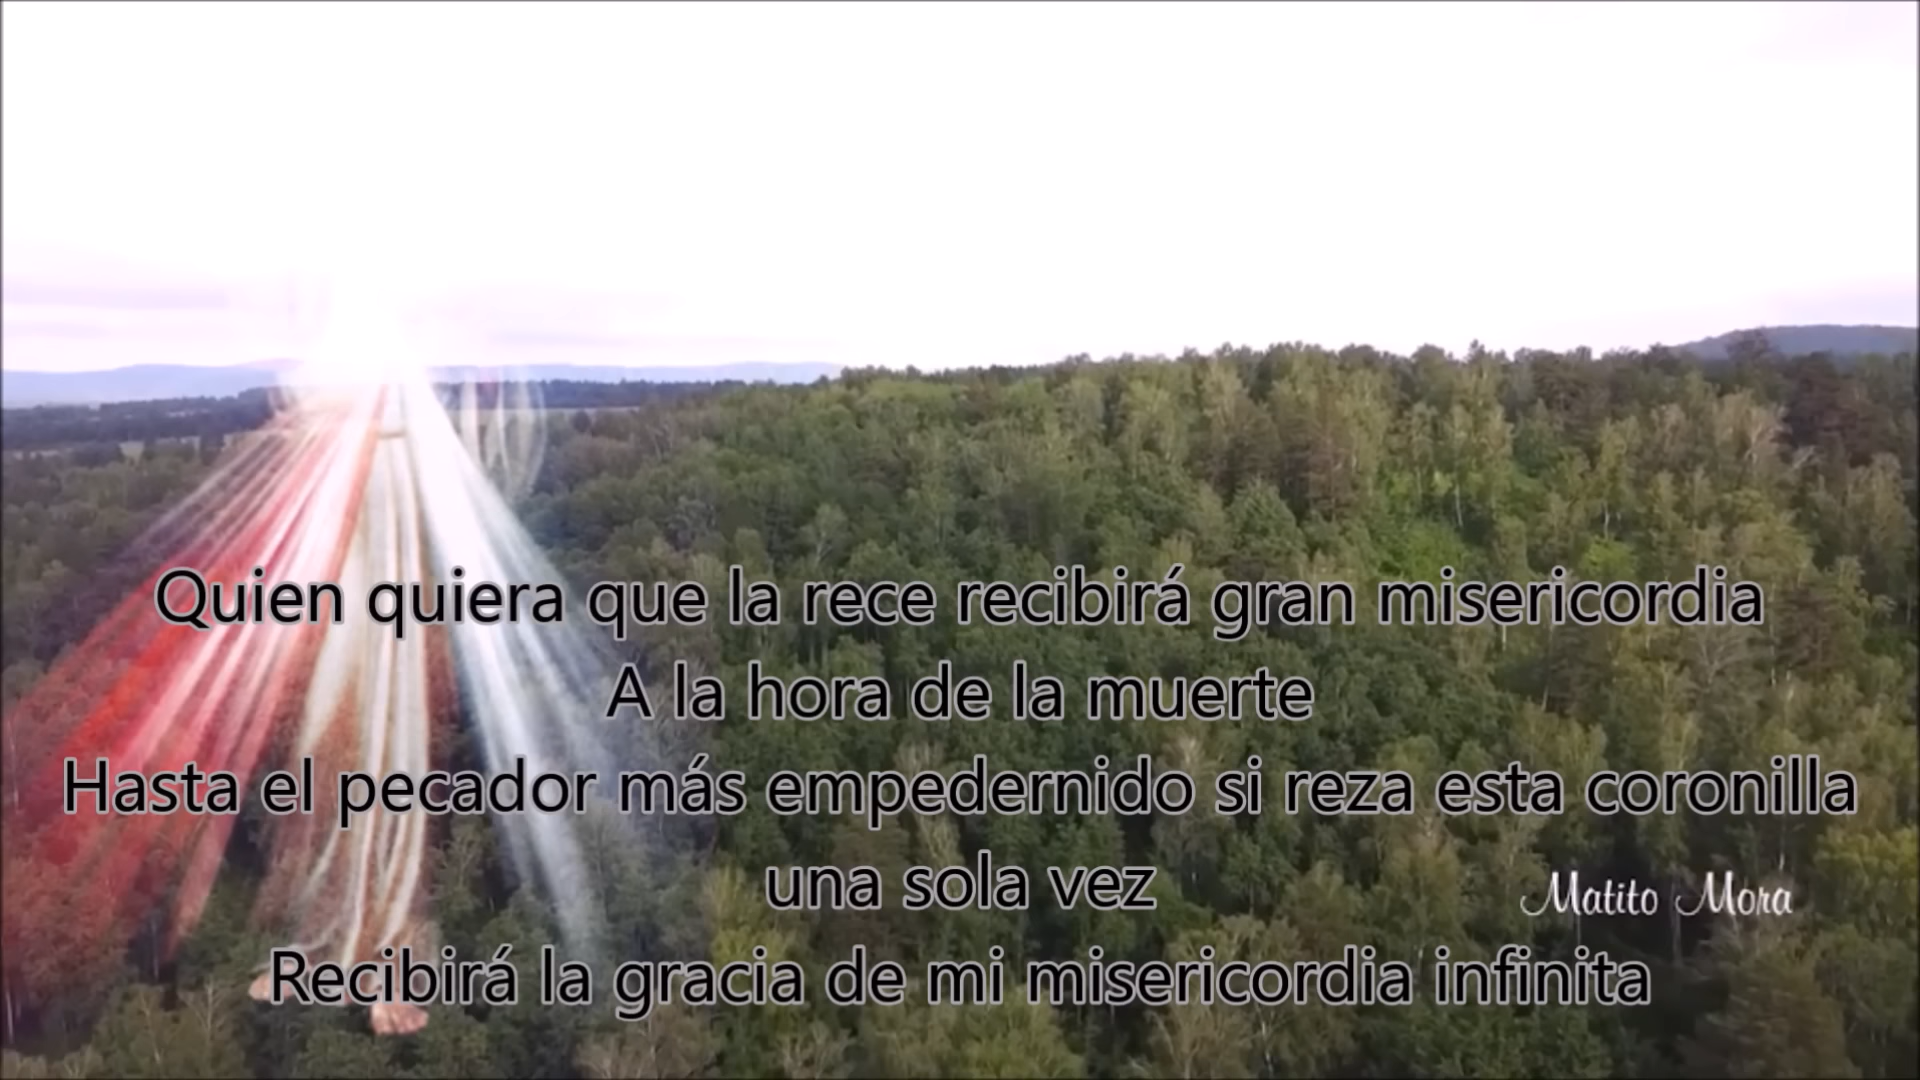 Quien quiera que la rece recibirá gran misericordia
A la hora de la muerte
Hasta el pecador más empedernido si reza esta coronilla
una sola vez
Matito Mora
Recibirá la gracia de mi misericordia infinita